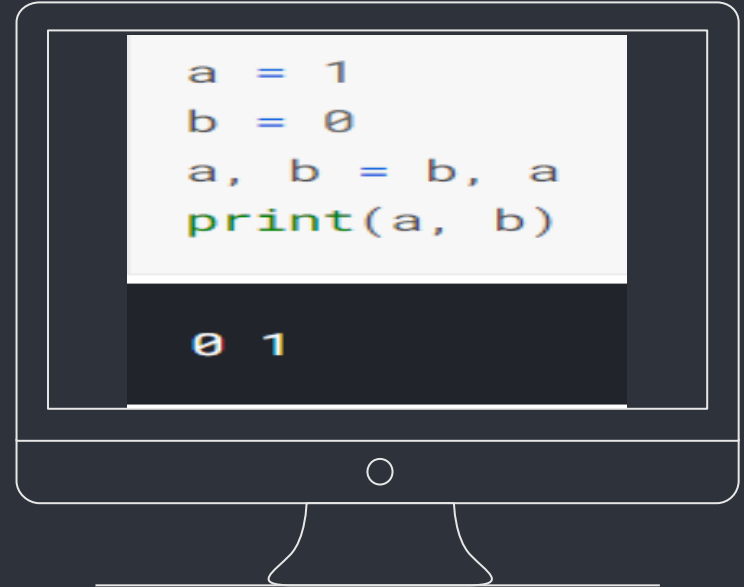 a = 1
b = 0
a, b = b, a
print(a, b)
0 1